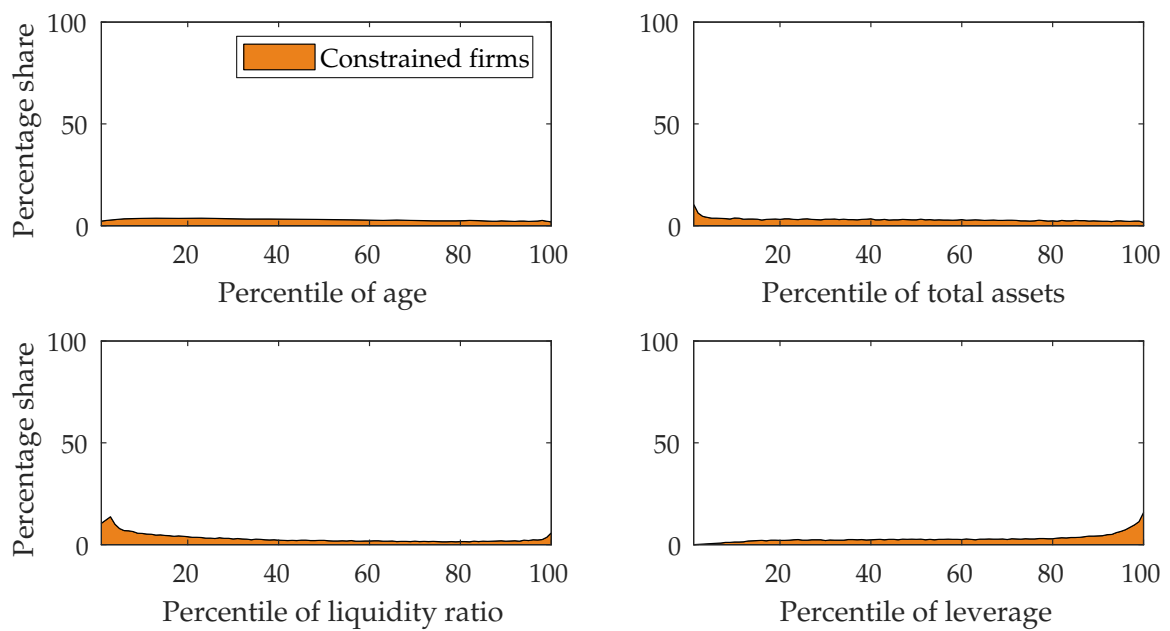 100
50
0
Percentage share
Constrained firms
20 40 60 80 100
Percentile of age
100
50
0
20 40 60 80 100
Percentile of total assets
100
50
0
Percentage share
20 40 60 80 100
Percentile of liquidity ratio
100
50
0
20 40 60 80 100
Percentile of leverage